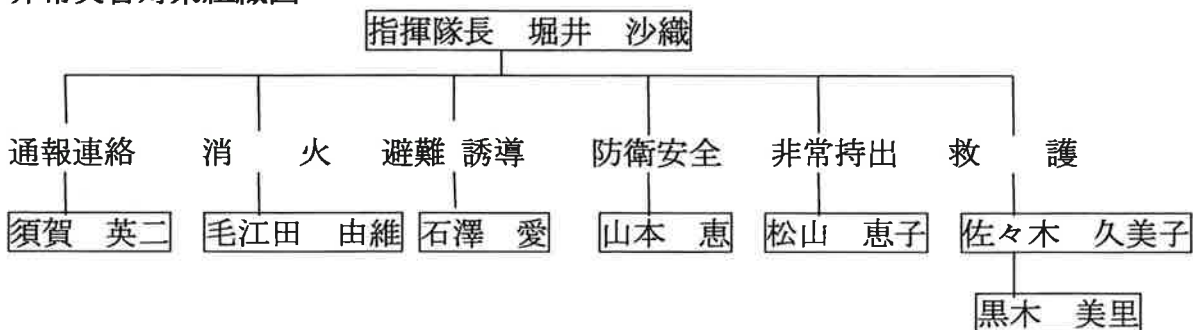 指揮隊長　堀井　沙織
通報連絡　消　火　避難誘導　防衛安全　非常持出　救　護
須賀　英二　毛江田　由維　石澤　愛　山本　恵　松山　恵子　佐々木　久美子
黒木　美里